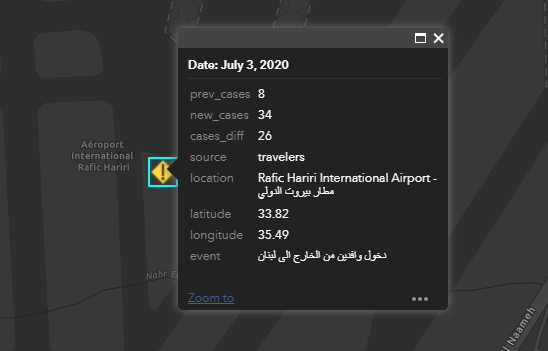 Date: July 3, 2020
prev_cases 8
new_cases 34
cases_diff 26
source travelers
location Rafic Hariri International Airport -
مطار بيروت الدولي
latitude 33.82
longitude 35.49
event دخول وافدين من الخارج الى لبنان
Zoom to
Aéroport
International
Rafic Hariri
Nahr
l Naameh